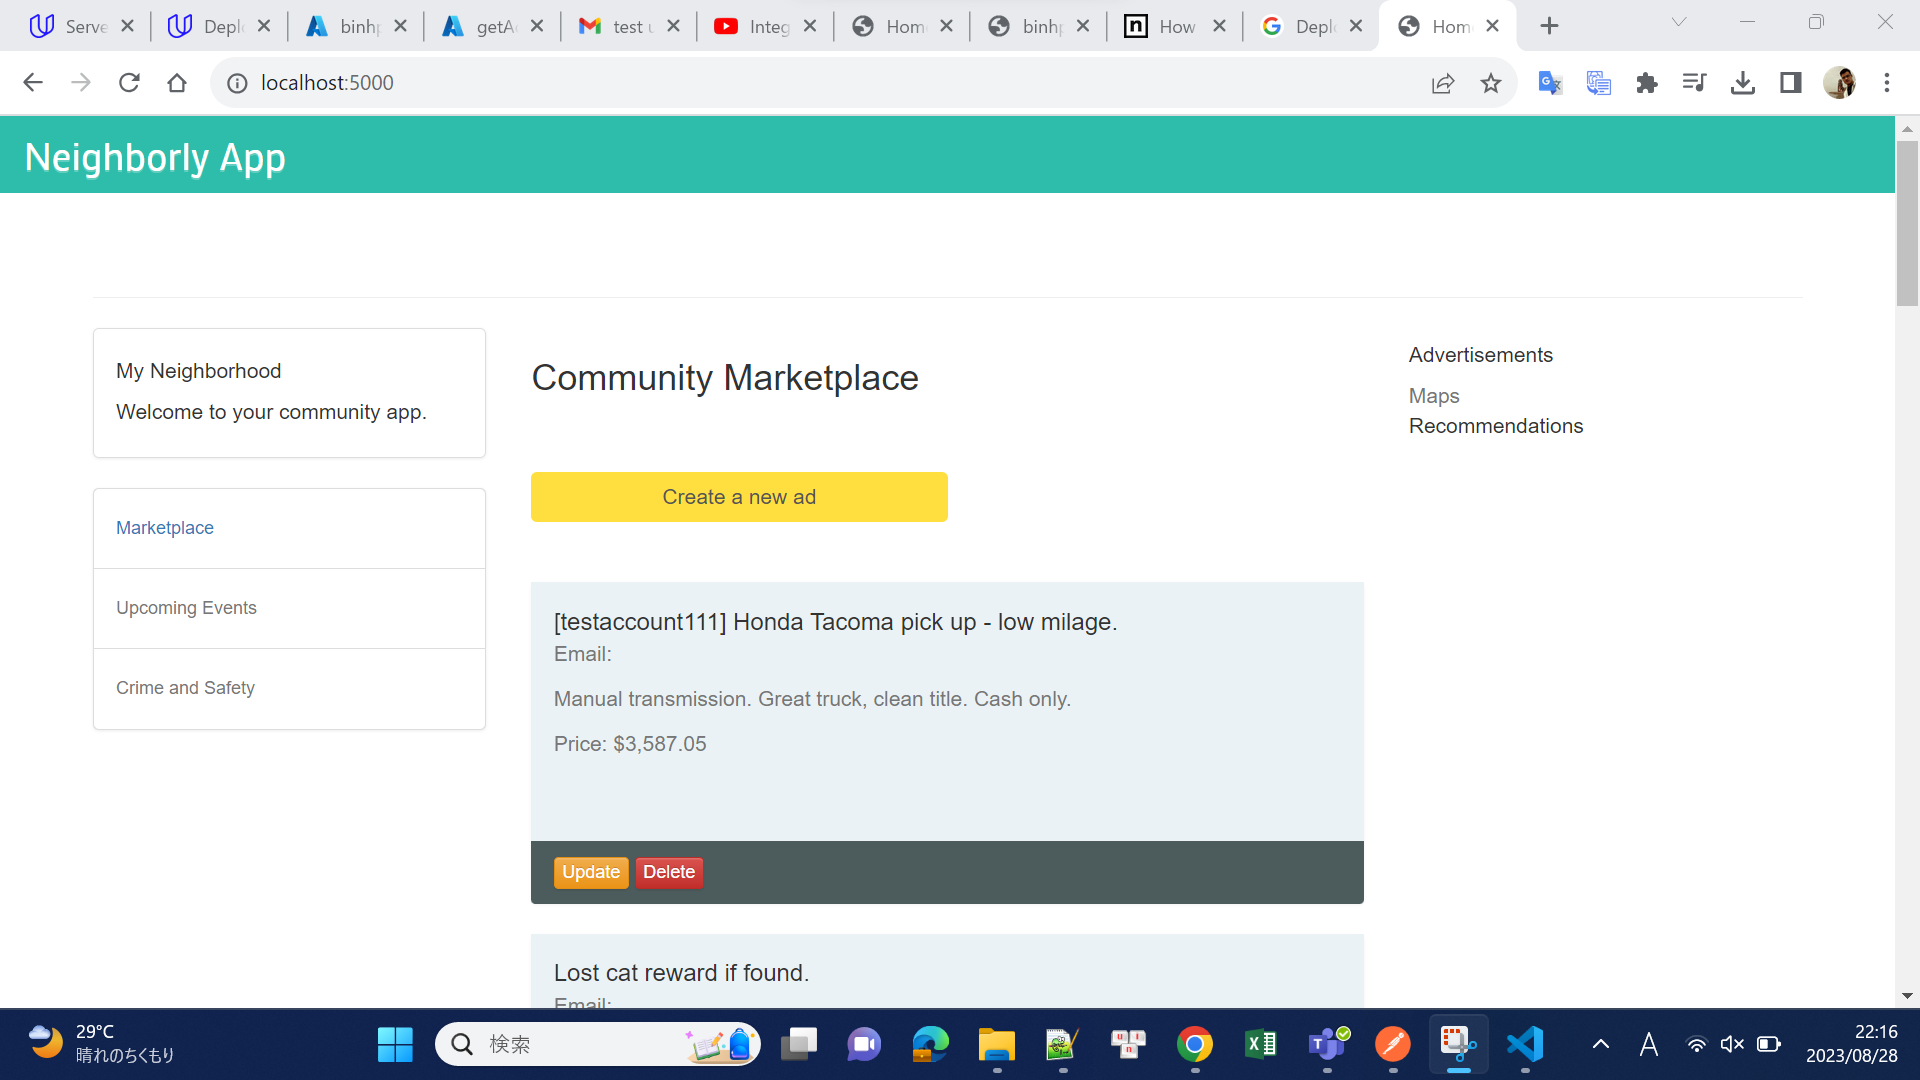 Serve
Depl
binhp
getAc
test u
Integ
Hom
binhp
How
Depl
Hom
localhost:5000
Neighborly App
My Neighborhood
Welcome to your community app.
Marketplace
Upcoming Events
Crime and Safety
Community Marketplace
Create a new ad
[testaccount111] Honda Tacoma pick up - low milage.
Email:
Manual transmission. Great truck, clean title. Cash only.
Price: $3,587.05
Update Delete
Lost cat reward if found.
Email:
Advertisements
Maps
Recommendations
29°C
晴れのちくもり
検索
A
22:16
2023/08/28